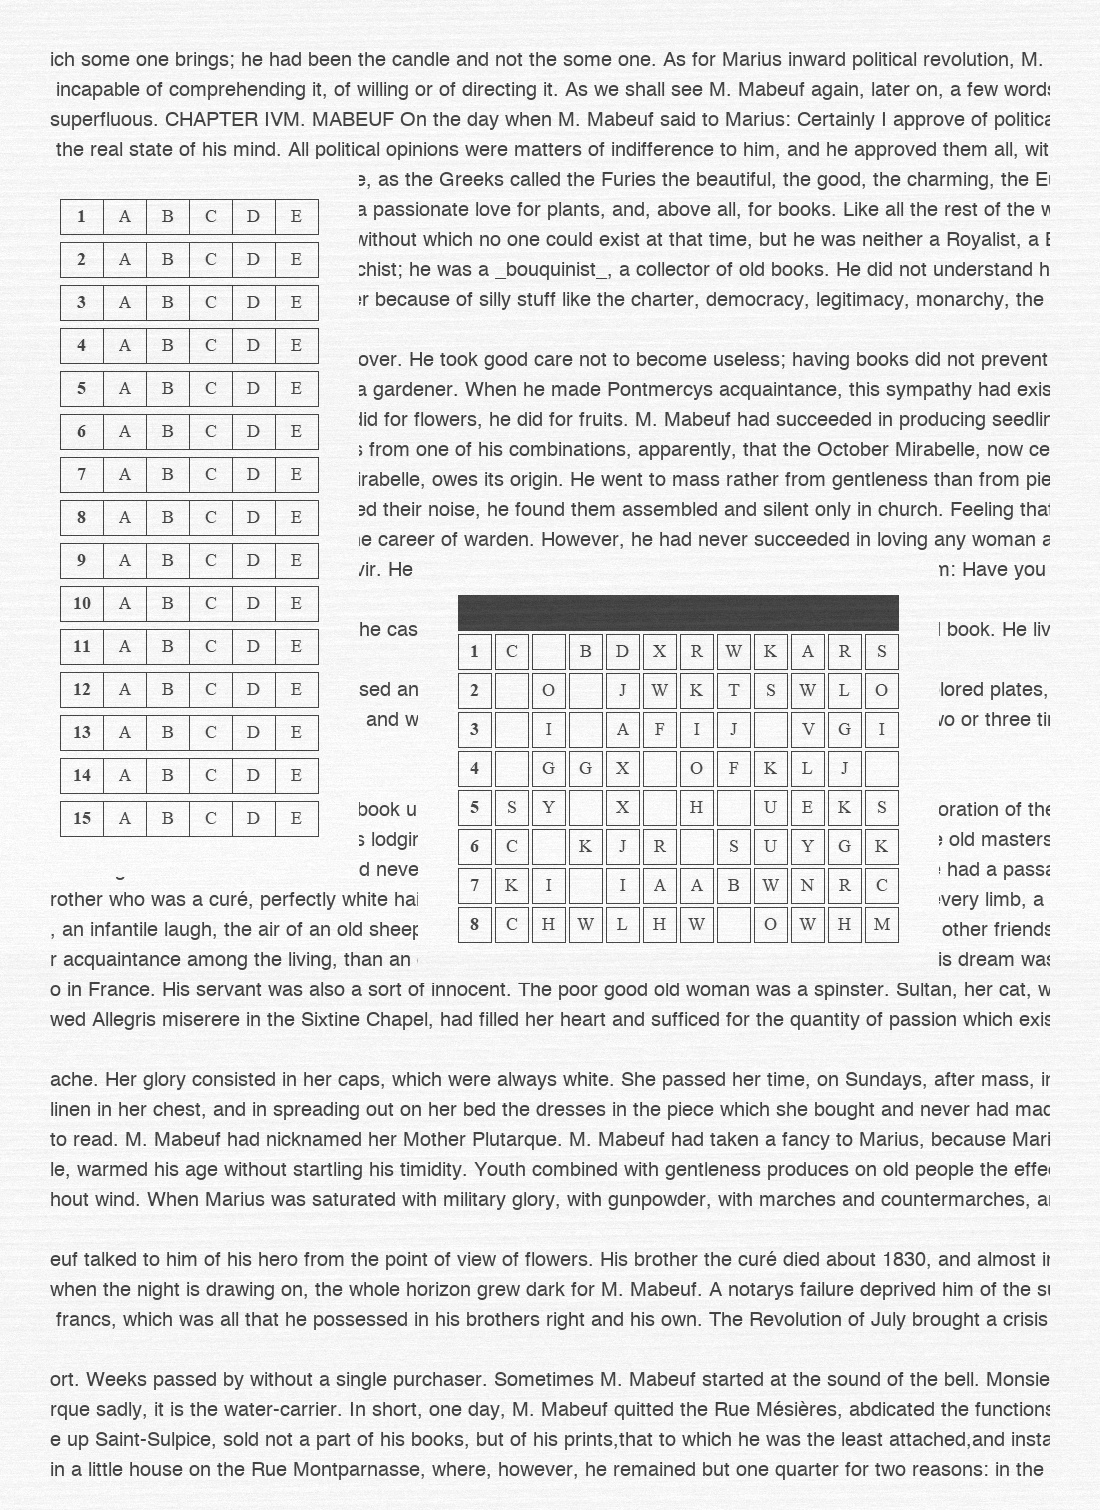 ich some one brings; he had been the candle and not the some one. As for Marius inward political revolution, M.
incapable of comprehending it, of willing or of directing it. As we shall see M. Mabeuf again, later on, a few words
superfluous. CHAPTER IVM. MABEUF On the day when M. Mabeuf said to Marius: Certainly I approve of politica
the real state of his mind. All political opinions were matters of indifference to him, and he approved them all, wit
e, as the Greeks called the Furies the beautiful, the good, the charming, the Eu
a passionate love for plants, and, above all, for books. Like all the rest of the w
without which no one could exist at that time, but he was neither a Royalist, a B
chist; he was a _bouquinist_, a collector of old books. He did not understand h
er because of silly stuff like the charter, democracy, legitimacy, monarchy, the
over. He took good care not to become useless; having books did not prevent
a gardener. When he made Pontmercys acquaintance, this sympathy had exis
did for flowers, he did for fruits. M. Mabeuf had succeeded in producing seedlin
s from one of his combinations, apparently, that the October Mirabelle, now ce
irabelle, owes its origin. He went to mass rather from gentleness than from pie
ed their noise, he found them assembled and silent only in church. Feeling that
he career of warden. However, he had never succeeded in loving any woman a
vir. He m: Have you
1 A B C D E
2 A B C D E
3 A B C D E
4 A B C D E
5 A B C D E
6 A B C D E
7 A B C D E
8 A B C D E
9 A B C D E
10 A B C D E
11 A B C D E
12 A B C D E
13 A B C D E
14 A B C D E
15 A B C D E
he cas book. He liv
sed an lored plates,
and w wo or three tir
book u oration of the
s lodgin e old masters
d neve had a passa
1 C B D X R W K A R S
2 O J W K T S W L O
3 I A F I J V G I
4 G G X O F K L J
5 S Y X H U E K S
6 C K J R S U Y G K
7 K I I A A B W N R C
8 C H W L H W O W H M
rother who was a curé, perfectly white hai every limb, a
, an infantile laugh, the air of an old sheep other friends
r acquaintance among the living, than an is dream was
o in France. His servant was also a sort of innocent. The poor good old woman was a spinster. Sultan, her cat, w
wed Allegris miserere in the Sixtine Chapel, had filled her heart and sufficed for the quantity of passion which exis
ache. Her glory consisted in her caps, which were always white. She passed her time, on Sundays, after mass, in
linen in her chest, and in spreading out on her bed the dresses in the piece which she bought and never had mad
to read. M. Mabeuf had nicknamed her Mother Plutarque. M. Mabeuf had taken a fancy to Marius, because Mari
le, warmed his age without startling his timidity. Youth combined with gentleness produces on old people the effec
hout wind. When Marius was saturated with military glory, with gunpowder, with marches and countermarches, an
euf talked to him of his hero from the point of view of flowers. His brother the curé died about 1830, and almost in
when the night is drawing on, the whole horizon grew dark for M. Mabeuf. A notarys failure deprived him of the su
francs, which was all that he possessed in his brothers right and his own. The Revolution of July brought a crisis
ort. Weeks passed by without a single purchaser. Sometimes M. Mabeuf started at the sound of the bell. Monsie
rque sadly, it is the water-carrier. In short, one day, M. Mabeuf quitted the Rue Mésières, abdicated the functions
e up Saint-Sulpice, sold not a part of his books, but of his prints,that to which he was the least attached,and insta
in a little house on the Rue Montparnasse, where, however, he remained but one quarter for two reasons: in the